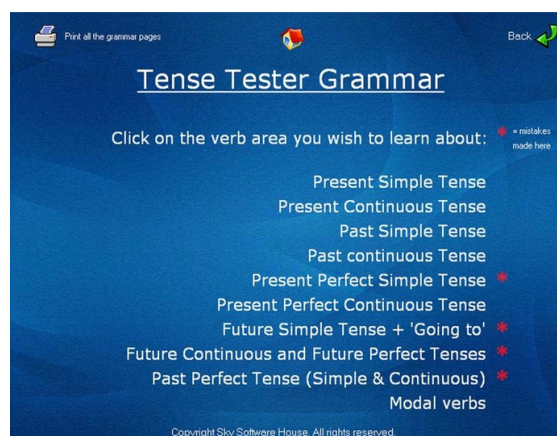 Print all the grammar pages
Back
Tense Tester Grammar
Click on the verb area you wish to learn about:
* = mistakes
made here
Present Simple Tense
Present Continuous Tense
Past Simple Tense
Past continuous Tense
Present Perfect Simple Tense *
Present Perfect Continuous Tense
Future Simple Tense + 'Going to' *
Future Continuous and Future Perfect Tenses *
Past Perfect Tense (Simple & Continuous) *
Modal verbs
Copyright Sky Software House. All rights reserved.